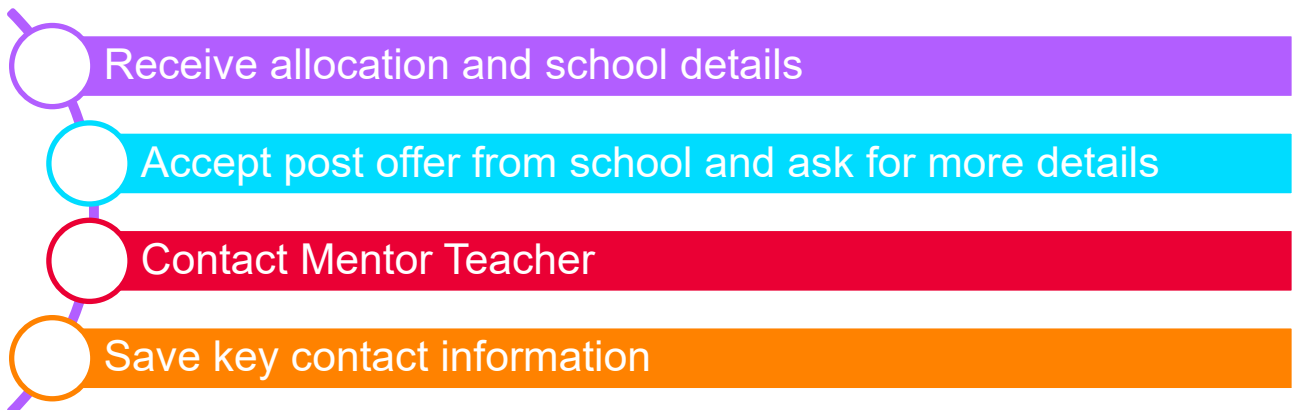 Receive allocation and school details
Accept post offer from school and ask for more details
Contact Mentor Teacher
Save key contact information